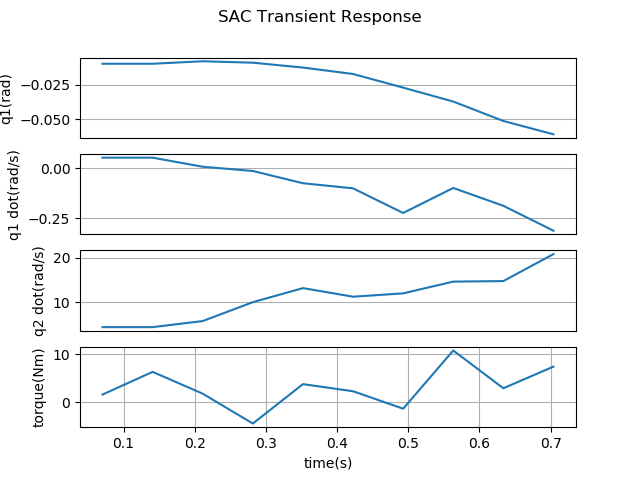 SAC Transient Response
q1(rad)
−0.025
−0.050
q1 dot(rad/s)
0.00
−0.25
q2 dot(rad/s)
20
10
torque(Nm)
10
0
0.1 0.2 0.3 0.4 0.5 0.6 0.7
time(s)